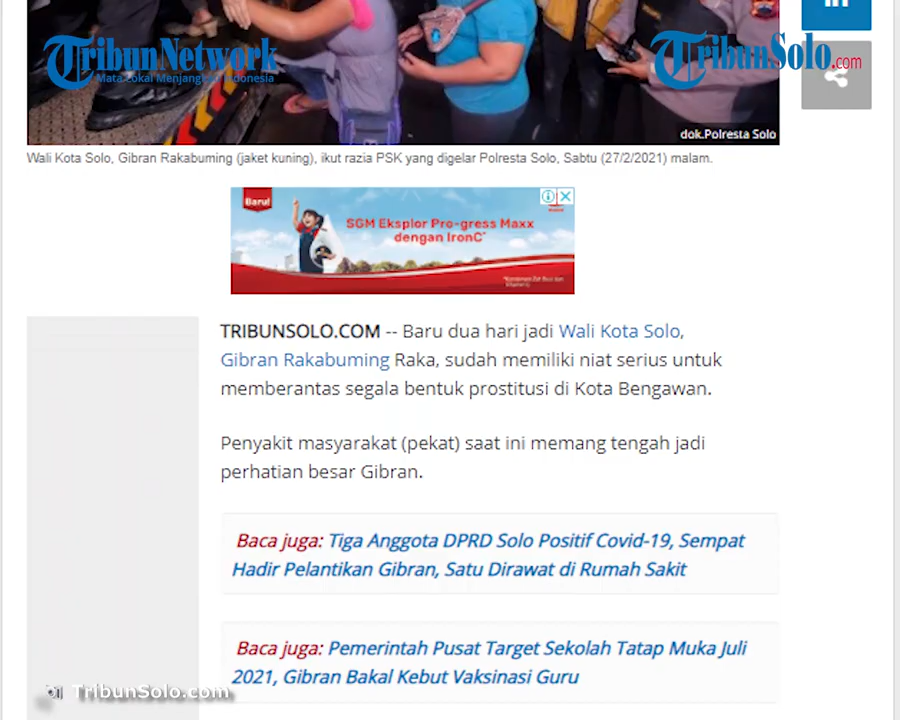 in
TribunNetwork
Mata Lokal Menjangkau Indonesia
TribunSolo.com
dok.Polresta Solo
Wali Kota Solo, Gibran Rakabuming (jaket kuning), ikut razia PSK yang digelar Polresta Solo, Sabtu (27/2/2021) malam.
Baru!
SGM Eksplor Pro-gress Maxx
dengan IronC
TRIBUNSOLO.COM -- Baru dua hari jadi Wali Kota Solo,
Gibran Rakabuming Raka, sudah memiliki niat serius untuk
memberantas segala bentuk prostitusi di Kota Bengawan.
Penyakit masyarakat (pekat) saat ini memang tengah jadi
perhatian besar Gibran.
Baca juga: Tiga Anggota DPRD Solo Positif Covid-19, Sempat
Hadir Pelantikan Gibran, Satu Dirawat di Rumah Sakit
Baca juga: Pemerintah Pusat Target Sekolah Tatap Muka Juli
2021, Gibran Bakal Kebut Vaksinasi Guru
TribunSolo.com